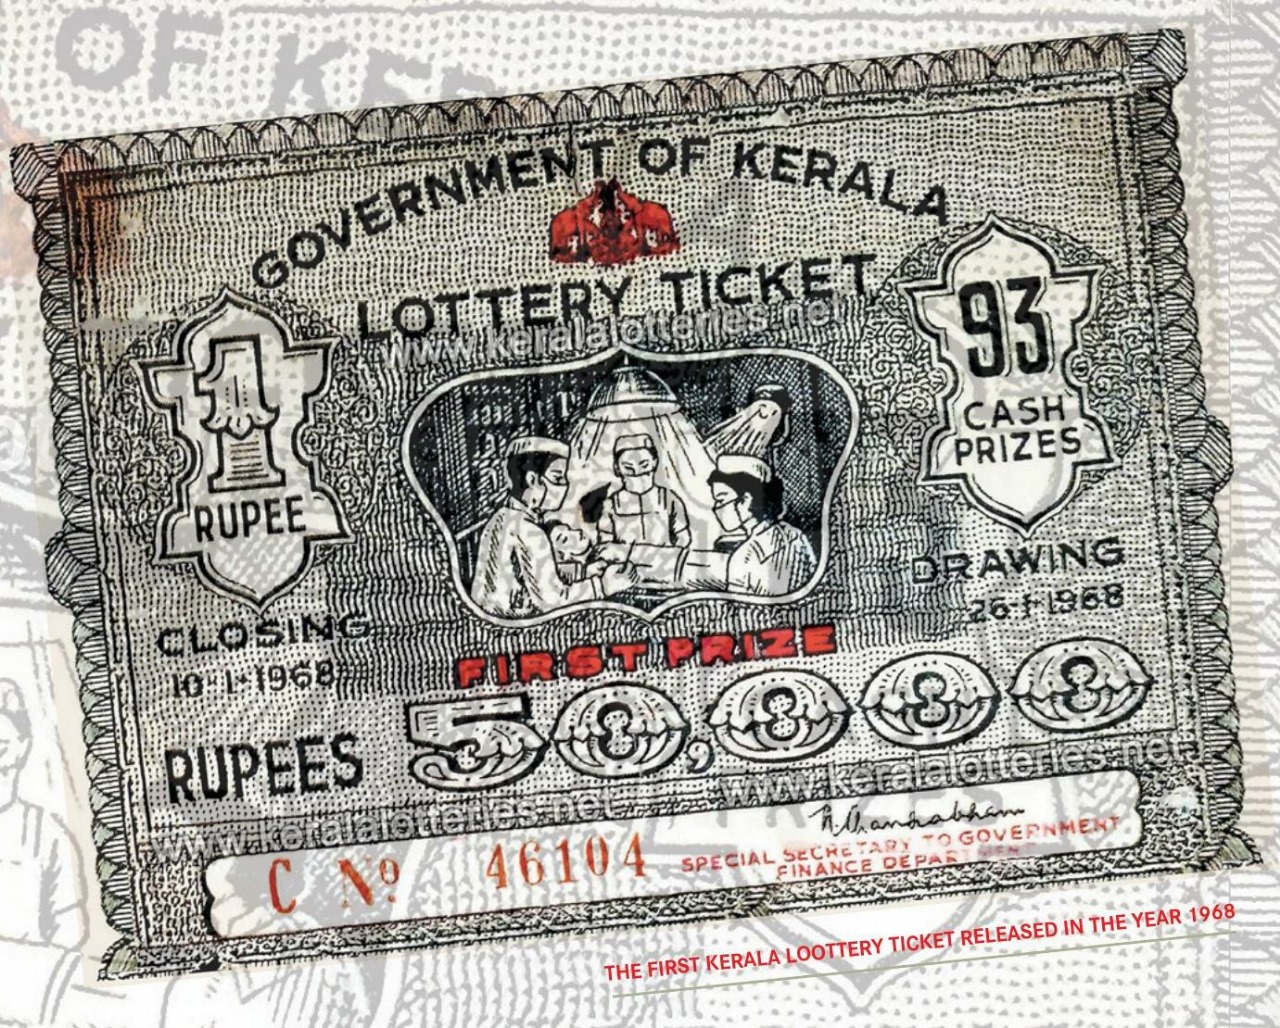 OF KER
GOVERNMENT OF KERALA
LOTTERY TICKET
www.keralalotteries.net
1
RUPEE
93
CASH
PRIZES
CLOSING
10-1-1968
DRAWING
26-1-1968
FIRST PRIZE
RUPEES 50,000
www.keralalotteries.net
www.keralalotteries.net
C No 46104
SPECIAL SECRETARY TO GOVERNMENT
FINANCE DEPARTMENT
THE FIRST KERALA LOOTTERY TICKET RELEASED IN THE YEAR 1968